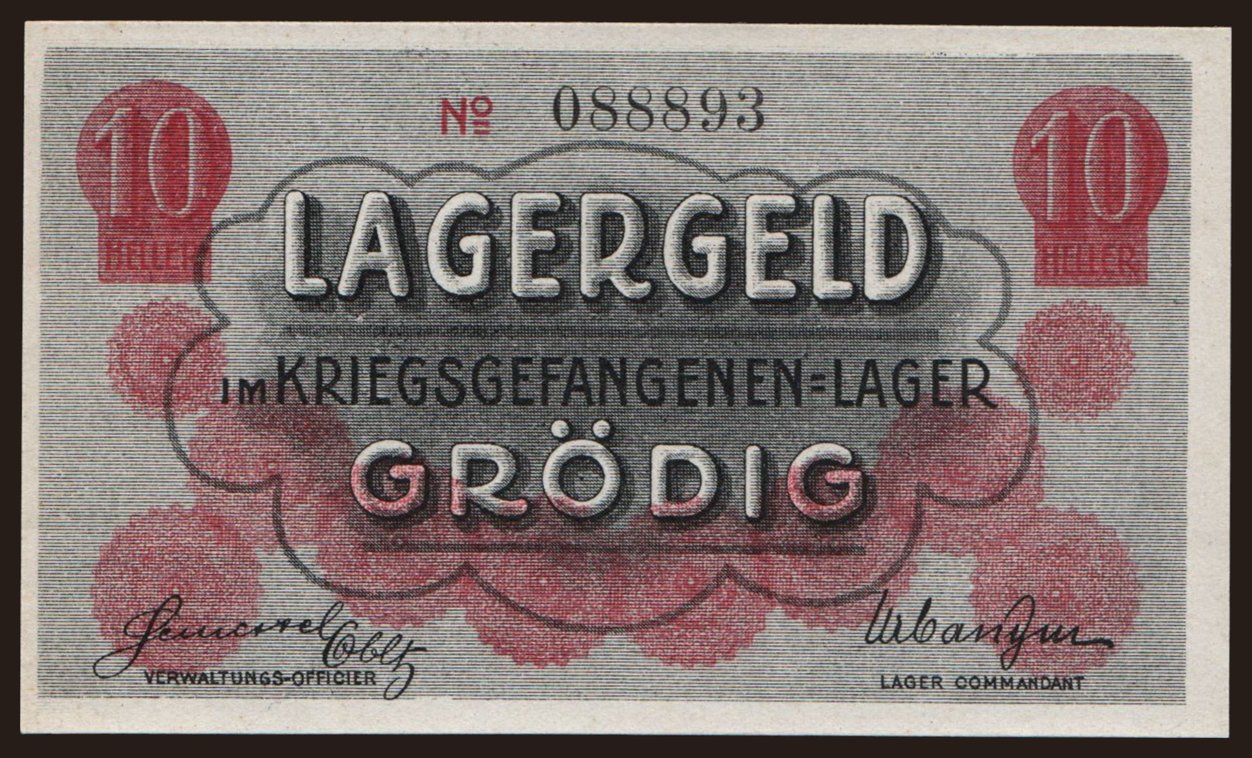 10
HELLER
Nº 088893
10
HELLER
LAGERGELD
IM KRIEGSGEFANGENEN=LAGER
GRÖDIG
VERWALTUNGS-OFFICIER
LAGER COMMANDANT